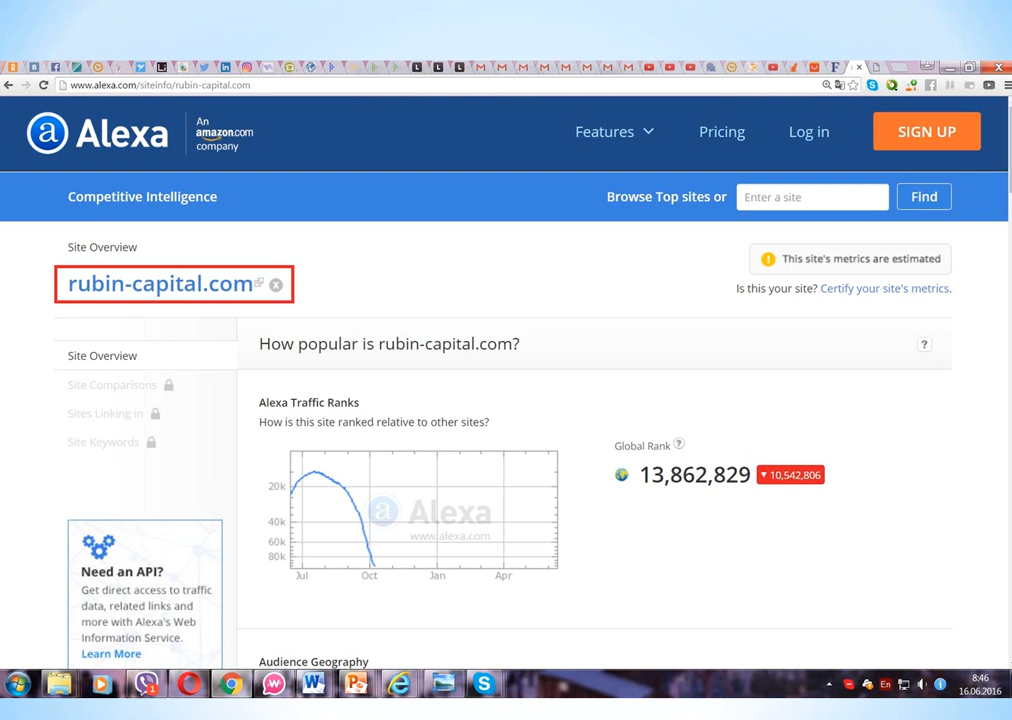 www.alexa.com/siteinfo/rubin-capital.com
a Alexa
An
amazon.com
company
Features
Pricing
Log in
SIGN UP
Competitive Intelligence
Browse Top sites or
Enter a site
Find
Site Overview
rubin-capital.com
This site's metrics are estimated
Is this your site? Certify your site's metrics.
Site Overview
Site Comparisons
Sites Linking in
Site Keywords
How popular is rubin-capital.com?
?
Alexa Traffic Ranks
How is this site ranked relative to other sites?
Global Rank ?
13,862,829
10,542,806
20k
40k
60k
80k
a Alexa
www.alexa.com
Jul
Oct
Jan
Apr
Need an API?
Get direct access to traffic
data, related links and
more with Alexa's Web
Information Service.
Learn More
Audience Geography
En
8:46
16.06.2016